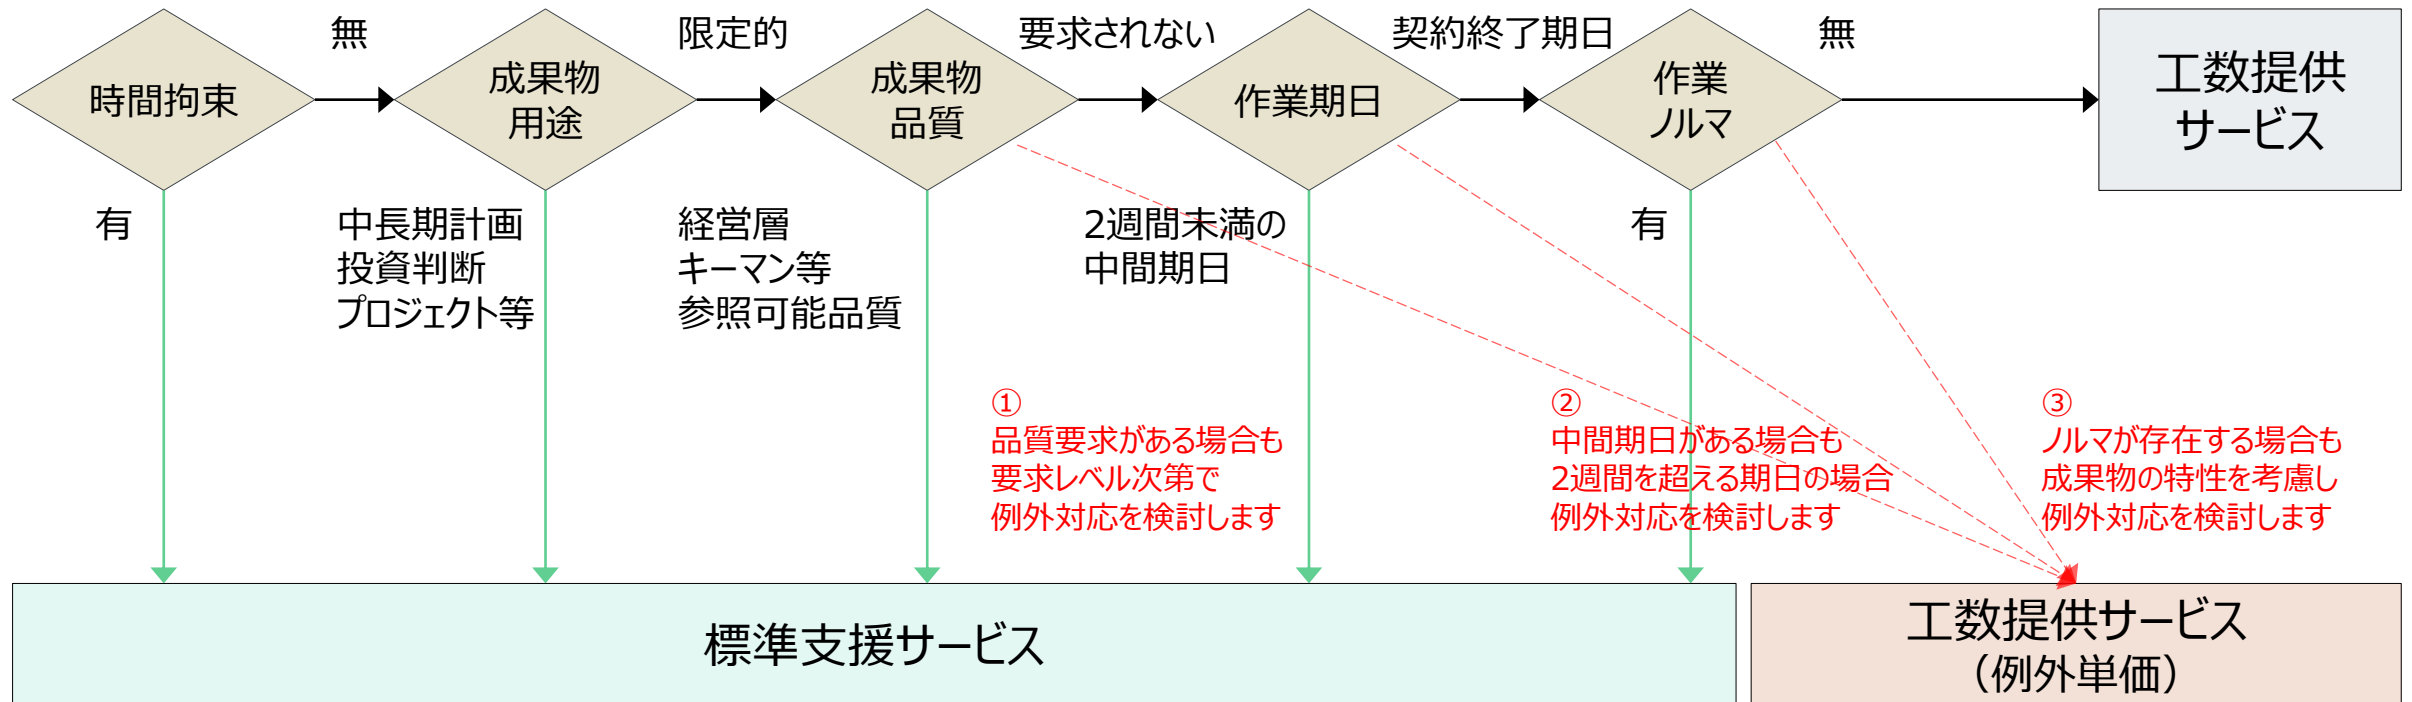 無
限定的
要求されない
契約終了期日
無
時間拘束
成果物
用途
成果物
品質
作業期日
作業
ノルマ
工数提供
サービス
有
中長期計画
投資判断
プロジェクト等
経営層
キーマン等
参照可能品質
2週間未満の
中間期日
有
①
品質要求がある場合も
要求レベル次第で
例外対応を検討します
②
中間期日がある場合も
2週間を超える期日の場合
例外対応を検討します
③
ノルマが存在する場合も
成果物の特性を考慮し
例外対応を検討します
標準支援サービス
工数提供サービス
（例外単価）